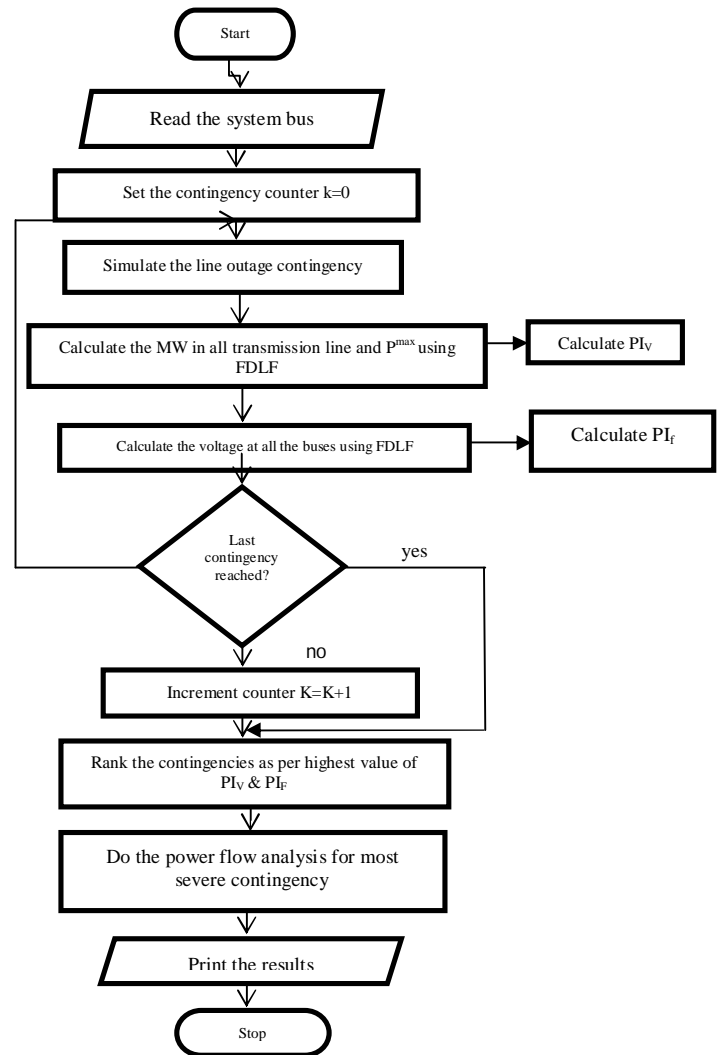 Start
Read the system bus
Set the contingency counter k=0
Simulate the line outage contingency
Calculate the MW in all transmission line and P^max using
FDLF
Calculate PI_V
Calculate the voltage at all the buses using FDLF
Calculate PI_f
Last
contingency
reached?
yes
no
Increment counter K=K+1
Rank the contingencies as per highest value of
PI_V & PI_F
Do the power flow analysis for most
severe contingency
Print the results
Stop